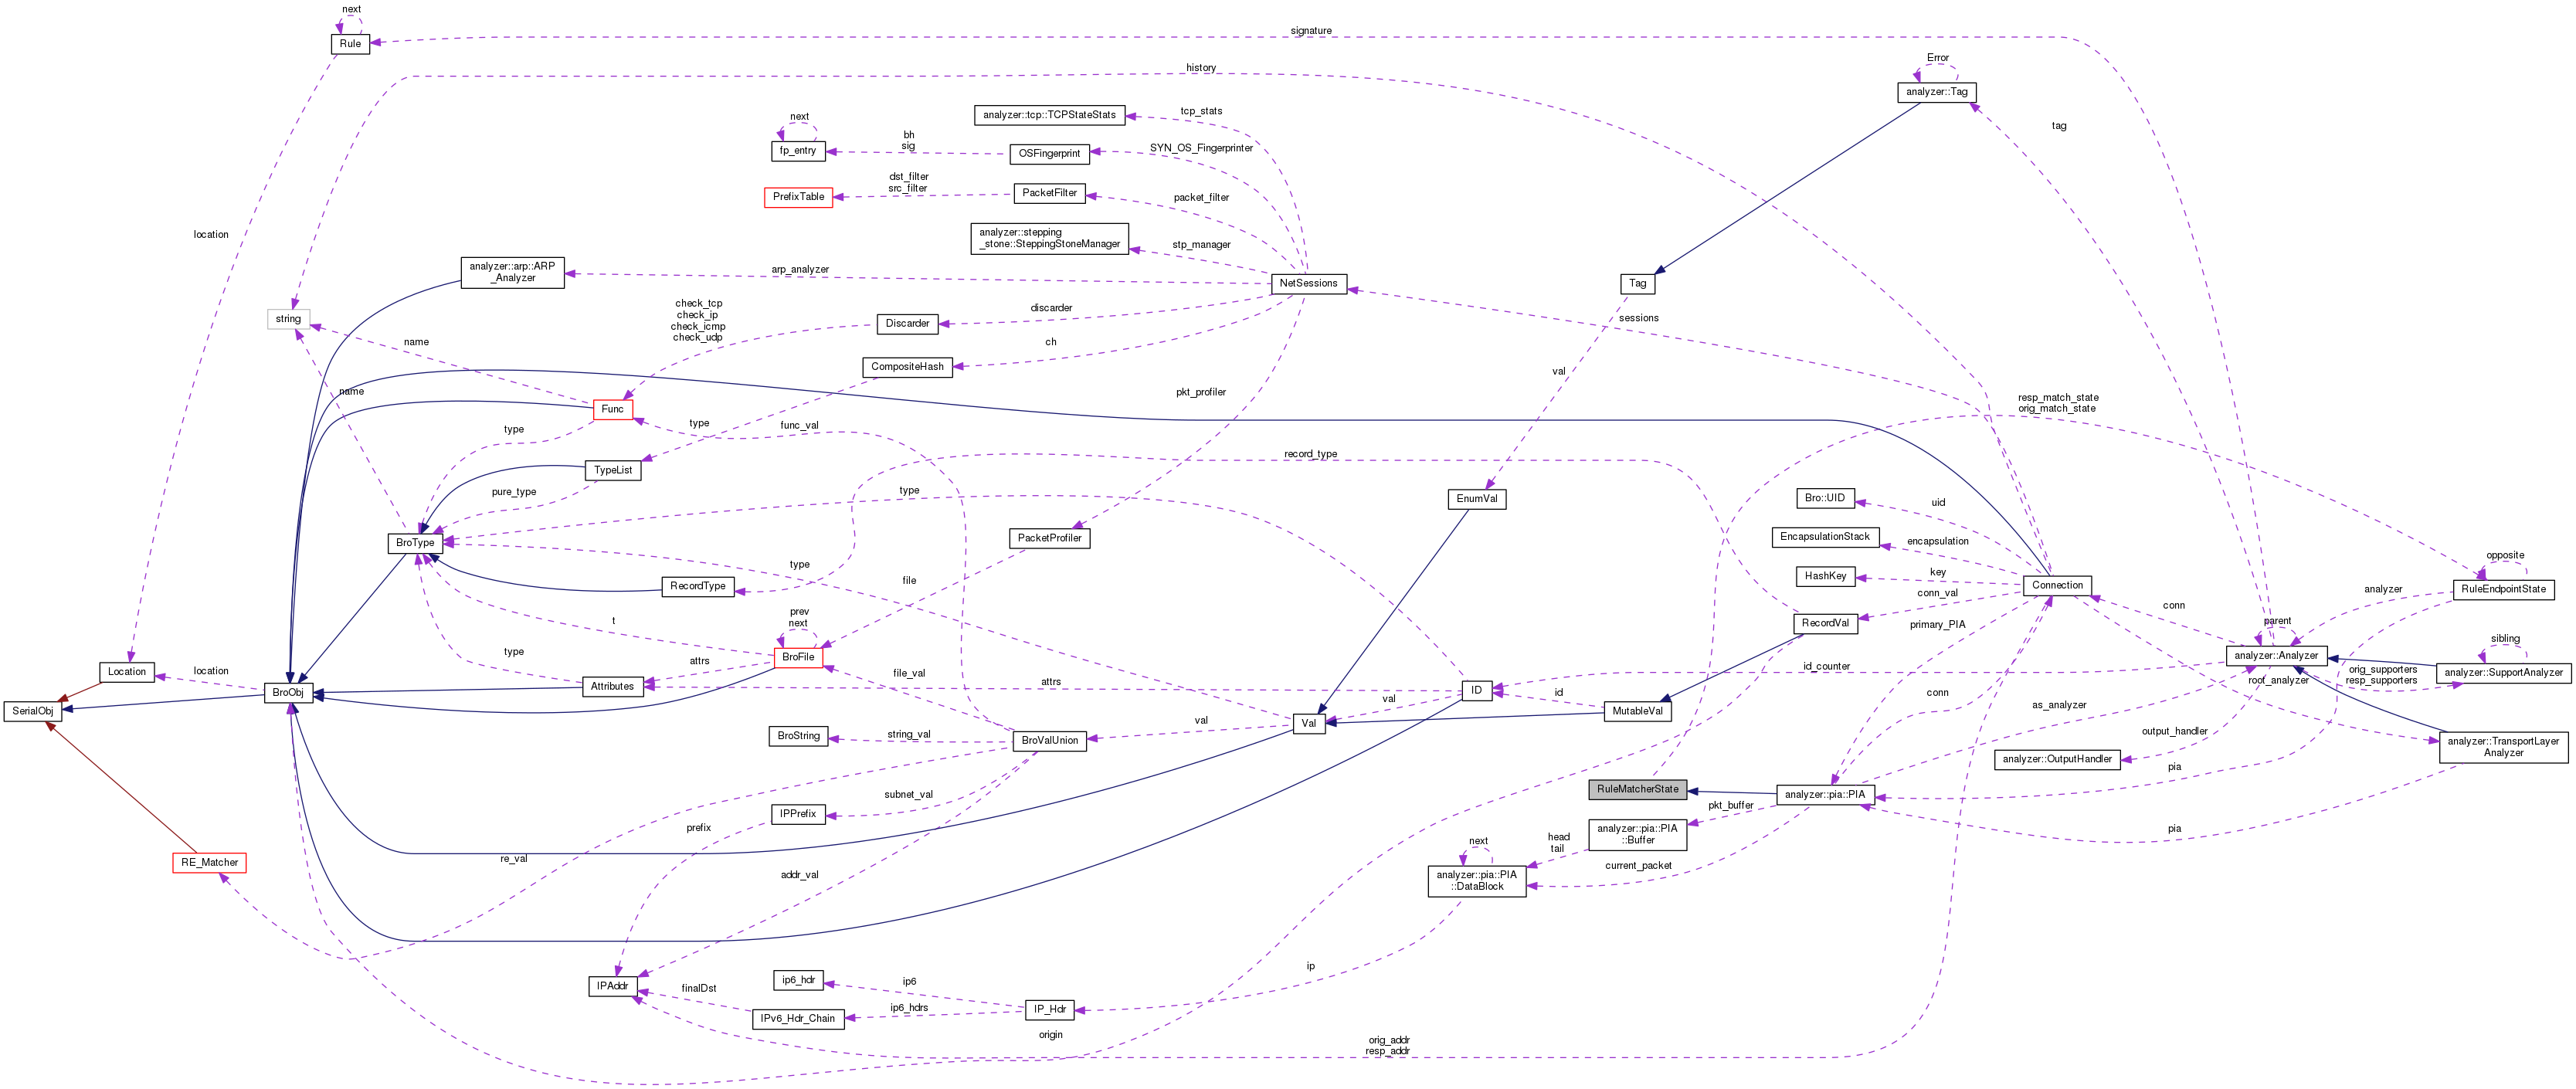 next
Rule
signature
history
Error
analyzer::Tag
tag
tcp_stats
analyzer::tcp::TCPStateStats
next
fp_entry
bh
sig
OSFingerprint
SYN_OS_Fingerprinter
dst_filter
src_filter
PrefixTable
PacketFilter
packet_filter
location
analyzer::stepping
_stone::SteppingStoneManager
stp_manager
analyzer::arp::ARP
_Analyzer
arp_analyzer
NetSessions
Tag
string
check_tcp
check_ip
check_icmp
check_udp
Discarder
discarder
sessions
name
ch
CompositeHash
val
name
pkt_profiler
resp_match_state
orig_match_state
Func
type
type
func_val
record_type
TypeList
pure_type
type
EnumVal
Bro::UID
uid
BroType
PacketProfiler
EncapsulationStack
encapsulation
opposite
type
file
HashKey
key
Connection
RuleEndpointState
analyzer
RecordType
conn_val
conn
prev
next
t
RecordVal
primary_PIA
parent
sibling
BroFile
type
attrs
analyzer::Analyzer
Location
location
file_val
id_counter
orig_supporters
resp_supporters
analyzer::SupportAnalyzer
root_analyzer
BroObj
Attributes
attrs
ID
id
conn
SerialObj
val
MutableVal
as_analyzer
val
Val
BroString
string_val
BroValUnion
output_handler
analyzer::OutputHandler
analyzer::TransportLayer
Analyzer
pia
RuleMatcherState
analyzer::pia::PIA
subnet_val
IPPrefix
pkt_buffer
prefix
analyzer::pia::PIA
::Buffer
head
tail
pia
next
RE_Matcher
re_val
addr_val
analyzer::pia::PIA
::DataBlock
current_packet
ip
IPAddr
ip6_hdr
ip6
finalDst
IPv6_Hdr_Chain
ip6_hdrs
IP_Hdr
origin
orig_addr
resp_addr